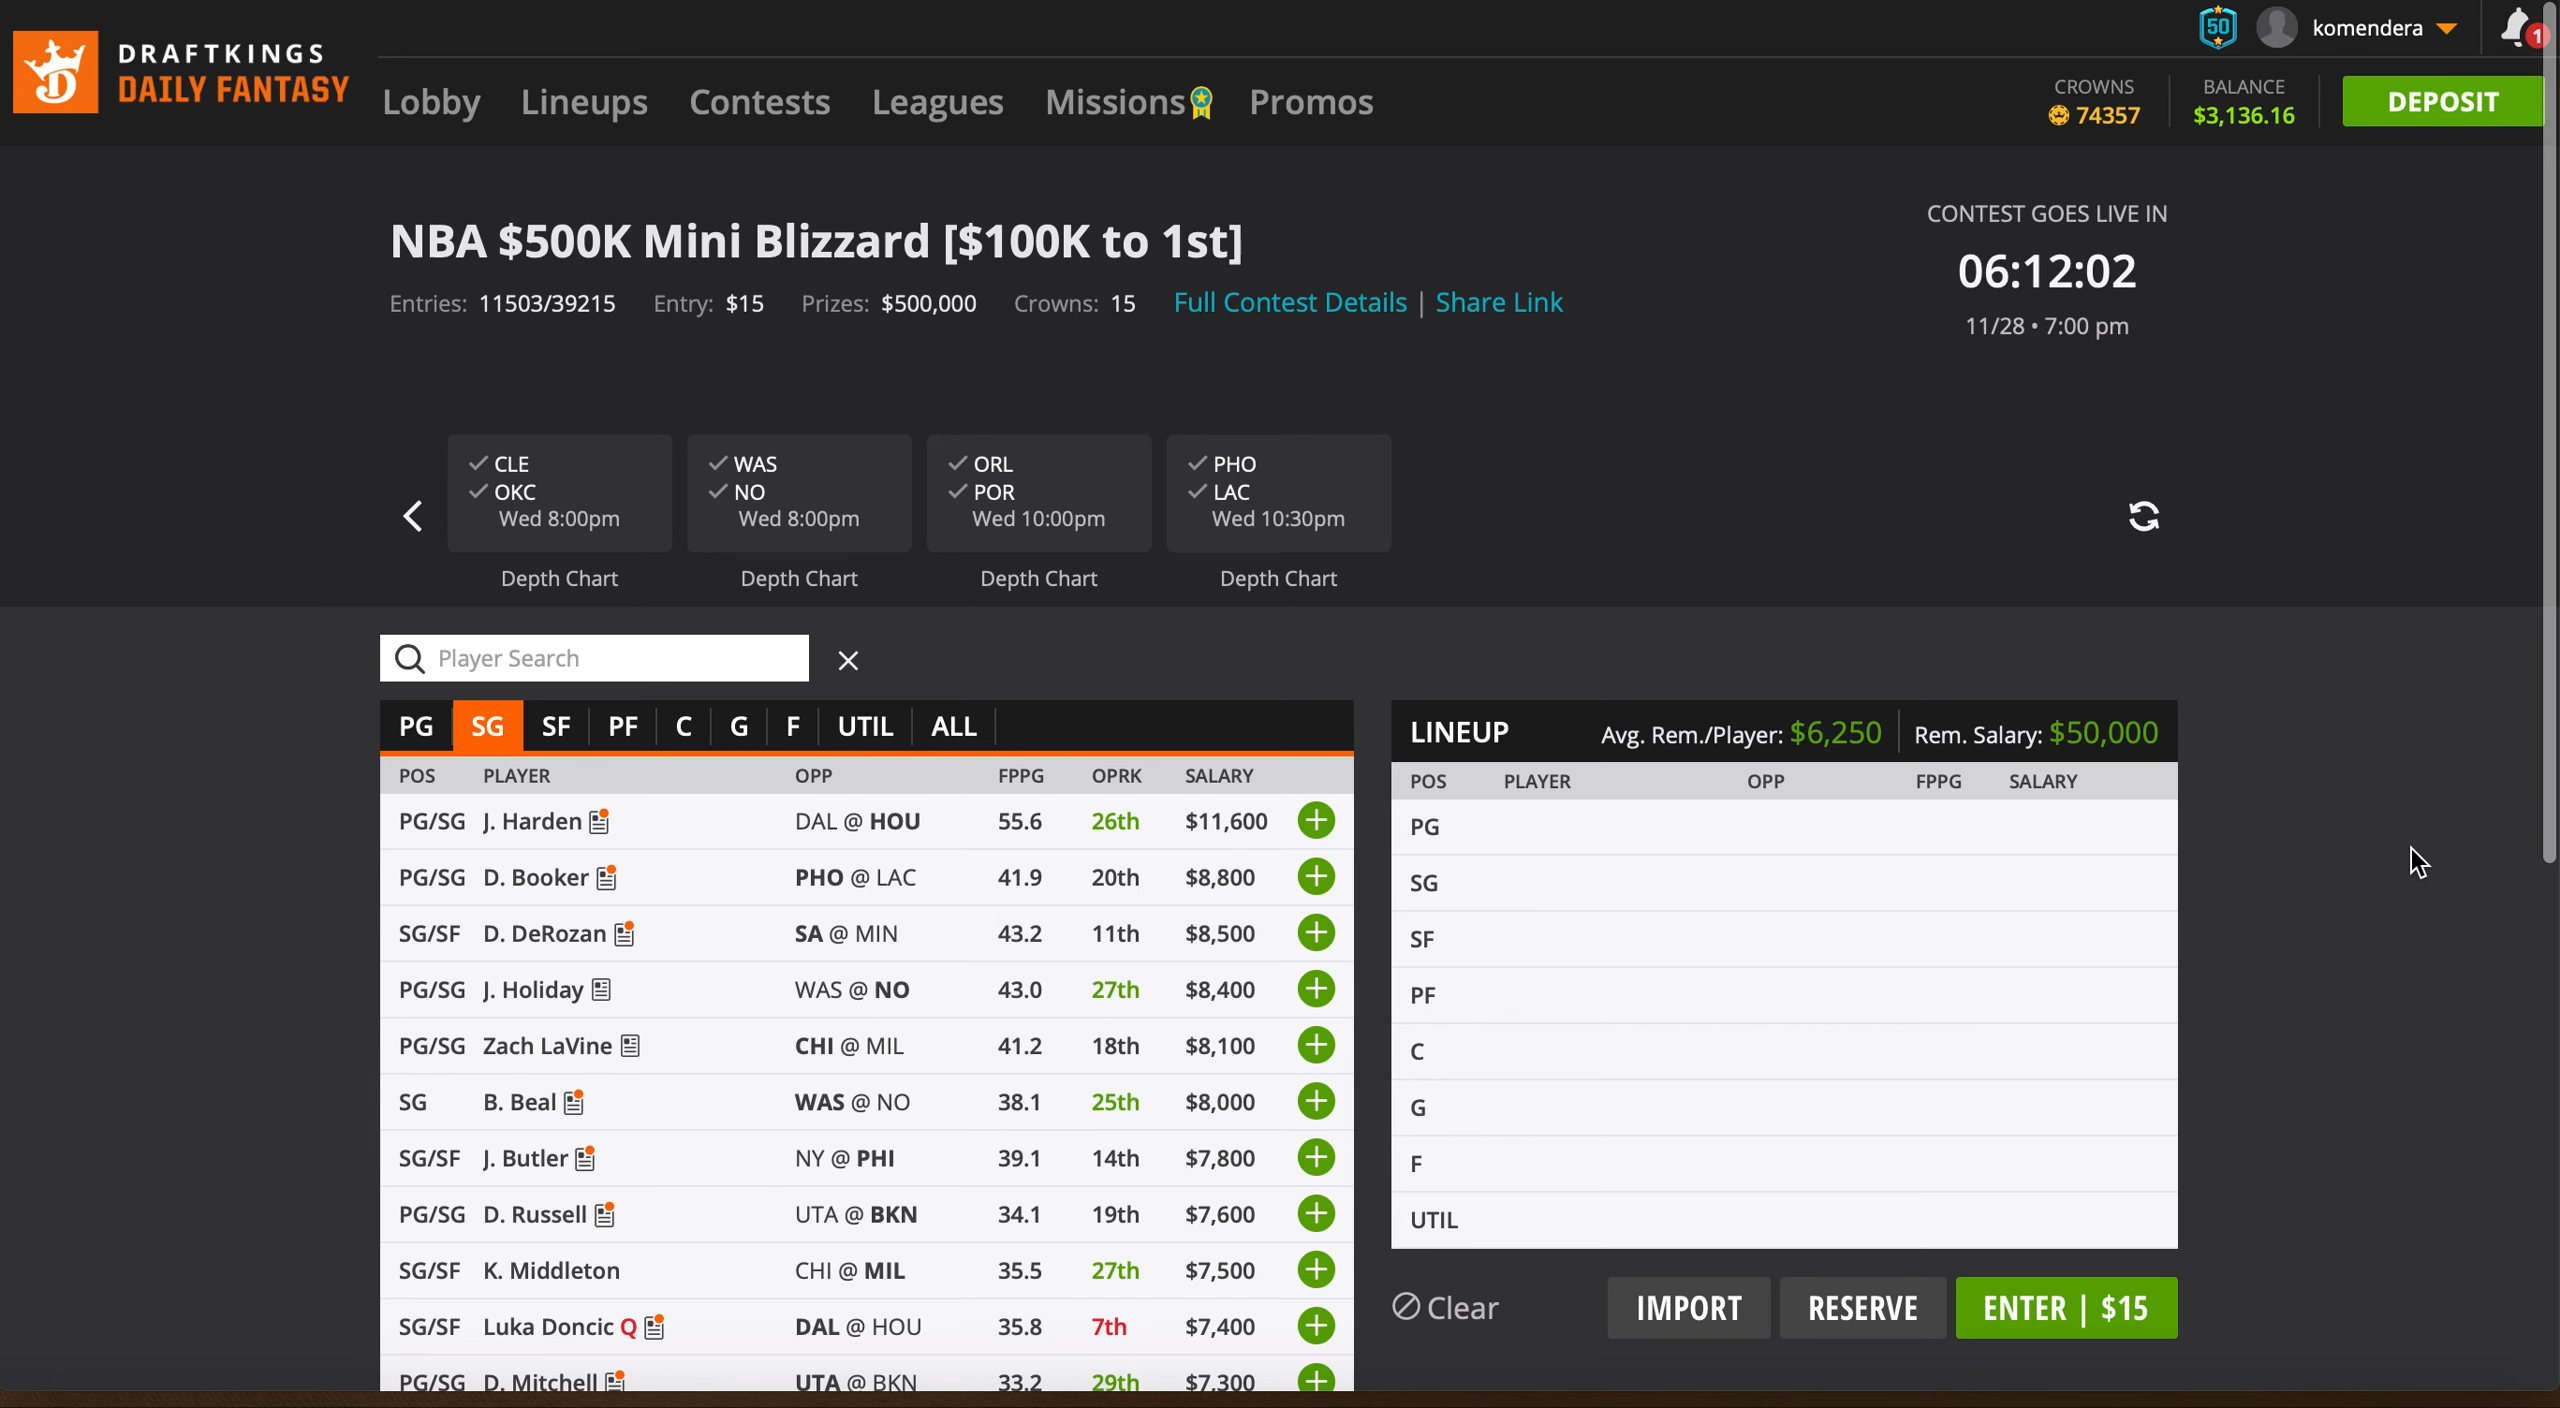 50 komendera 1
DRAFTKINGS
DAILY FANTASY
Lobby Lineups Contests Leagues Missions Promos
CROWNS
74357
BALANCE
$3,136.16
DEPOSIT
NBA $500K Mini Blizzard [$100K to 1st]
Entries: 11503/39215 Entry: $15 Prizes: $500,000 Crowns: 15 Full Contest Details | Share Link
CONTEST GOES LIVE IN
06:12:02
11/28 • 7:00 pm
CLE
OKC
Wed 8:00pm
Depth Chart
WAS
NO
Wed 8:00pm
Depth Chart
ORL
POR
Wed 10:00pm
Depth Chart
PHO
LAC
Wed 10:30pm
Depth Chart
Player Search
PG SG SF PF C G F UTIL ALL
POS PLAYER OPP FPPG OPRK SALARY
PG/SG J. Harden DAL @ HOU 55.6 26th $11,600
PG/SG D. Booker PHO @ LAC 41.9 20th $8,800
SG/SF D. DeRozan SA @ MIN 43.2 11th $8,500
PG/SG J. Holiday WAS @ NO 43.0 27th $8,400
PG/SG Zach LaVine CHI @ MIL 41.2 18th $8,100
SG B. Beal WAS @ NO 38.1 25th $8,000
SG/SF J. Butler NY @ PHI 39.1 14th $7,800
PG/SG D. Russell UTA @ BKN 34.1 19th $7,600
SG/SF K. Middleton CHI @ MIL 35.5 27th $7,500
SG/SF Luka Doncic Q DAL @ HOU 35.8 7th $7,400
PG/SG D. Mitchell UTA @ BKN 33.2 29th $7,300
LINEUP Avg. Rem./Player: $6,250 Rem. Salary: $50,000
POS PLAYER OPP FPPG SALARY
PG
SG
SF
PF
C
G
F
UTIL
Clear IMPORT RESERVE ENTER | $15